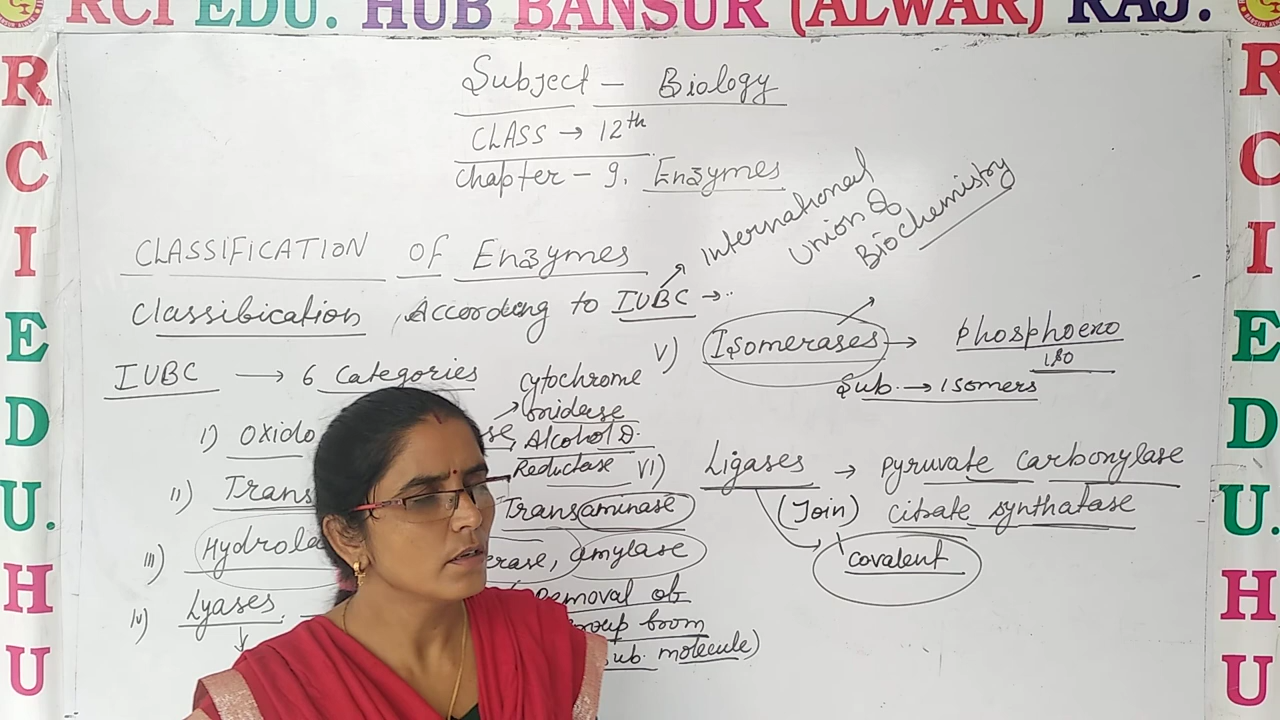 RCI EDU. HUB BANSUR (ALWAR) RAJ.
R
C
I
E
D
U.
H
U
Subject - Biology
CLASS → 12th
Chapter - 9. Enzymes
CLASSIFICATION OF Enzymes
Classification According to IUBC →..
International
Union Of
Biochemistry
IUBC → 6 Categories
I) Oxido
→ Cytochrome
Oxidase
Alcohol D.
Reductase
II) Trans
Transaminase
III) Hydrola
erase, Amylase
IV) Lyases
Removal of
group from
Sub. molecule)
V) Isomerases → Phosphoexo
Iso
Sub. → Isomers
VI) Ligases → Pyruvate Carboxylase
(Join) Citrate synthatase
Covalent
R
C
I
E
D
U.
H
U